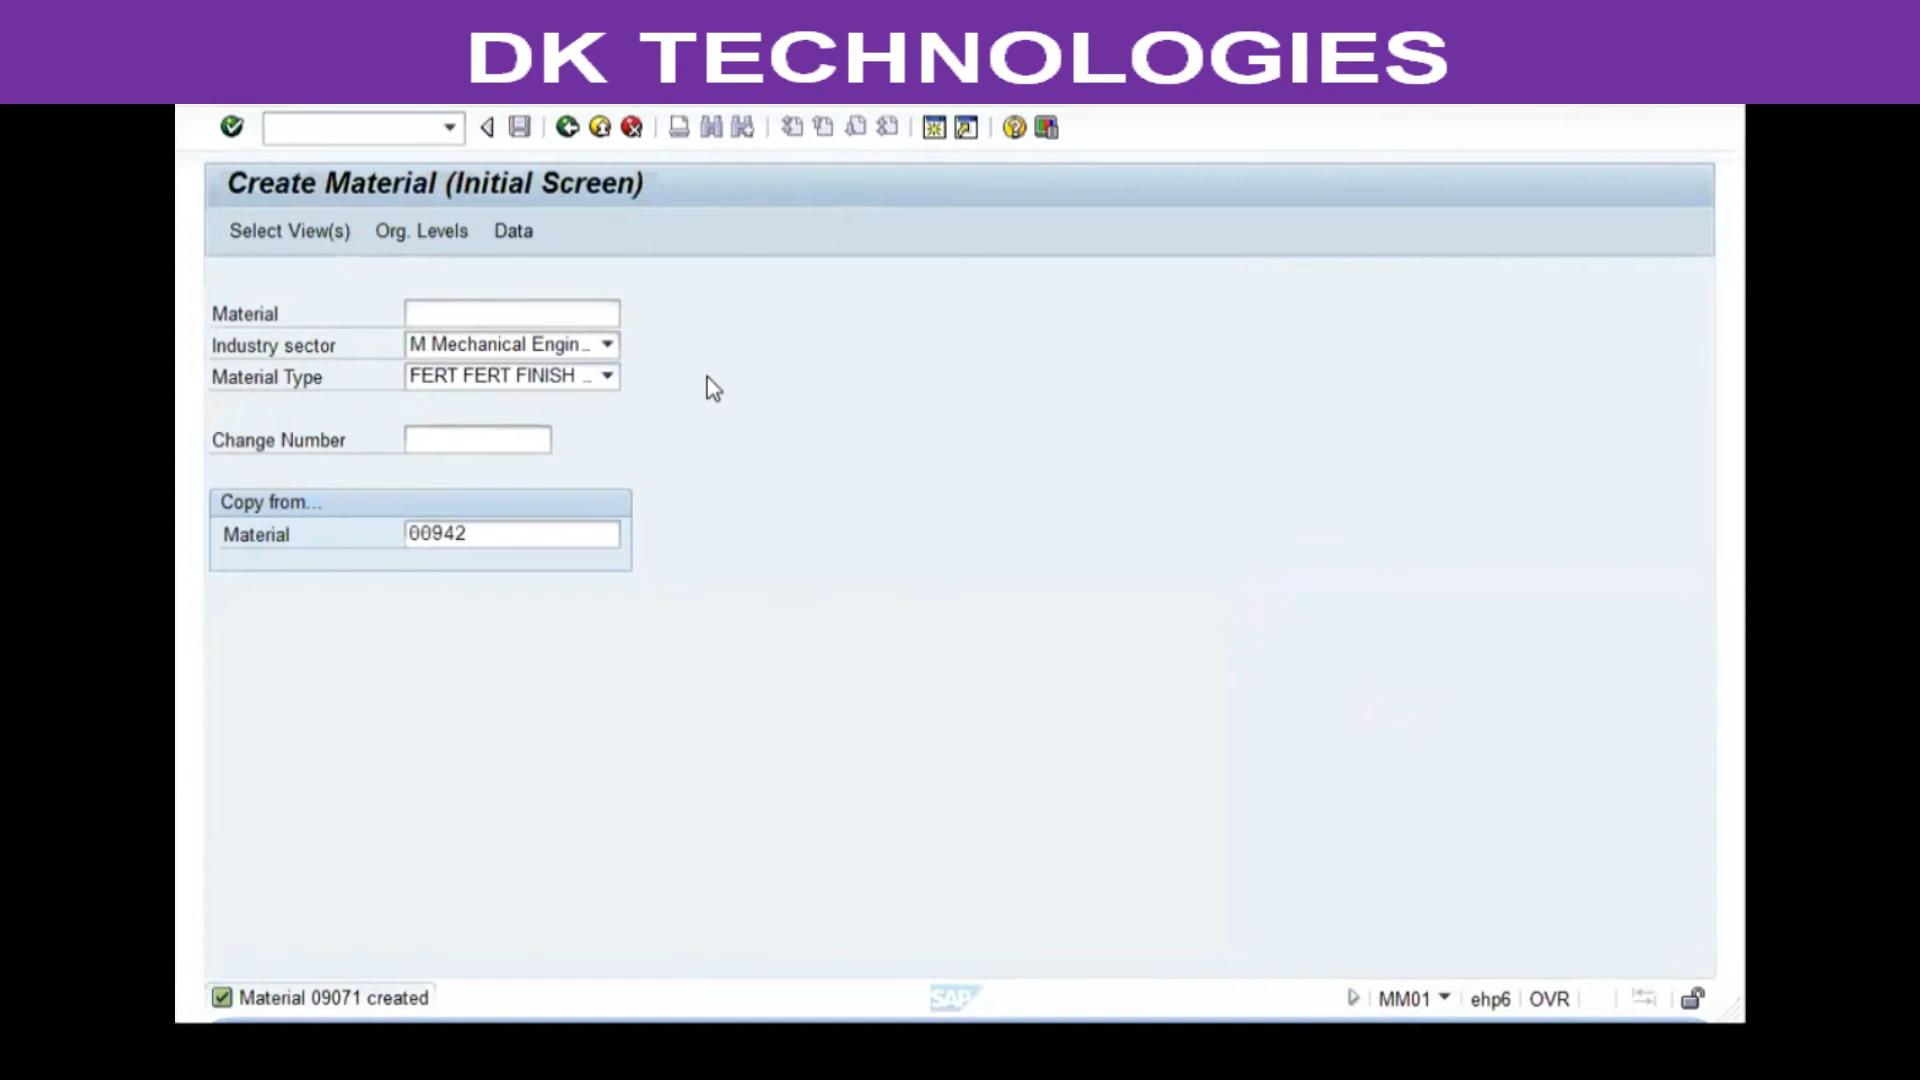 DK TECHNOLOGIES
Create Material (Initial Screen)
Select View(s) Org. Levels Data
Material
Industry sector M Mechanical Engin…
Material Type FERT FERT FINISH …
Change Number
Copy from...
Material 00942
Material 09071 created SAP MM01 ehp6 OVR